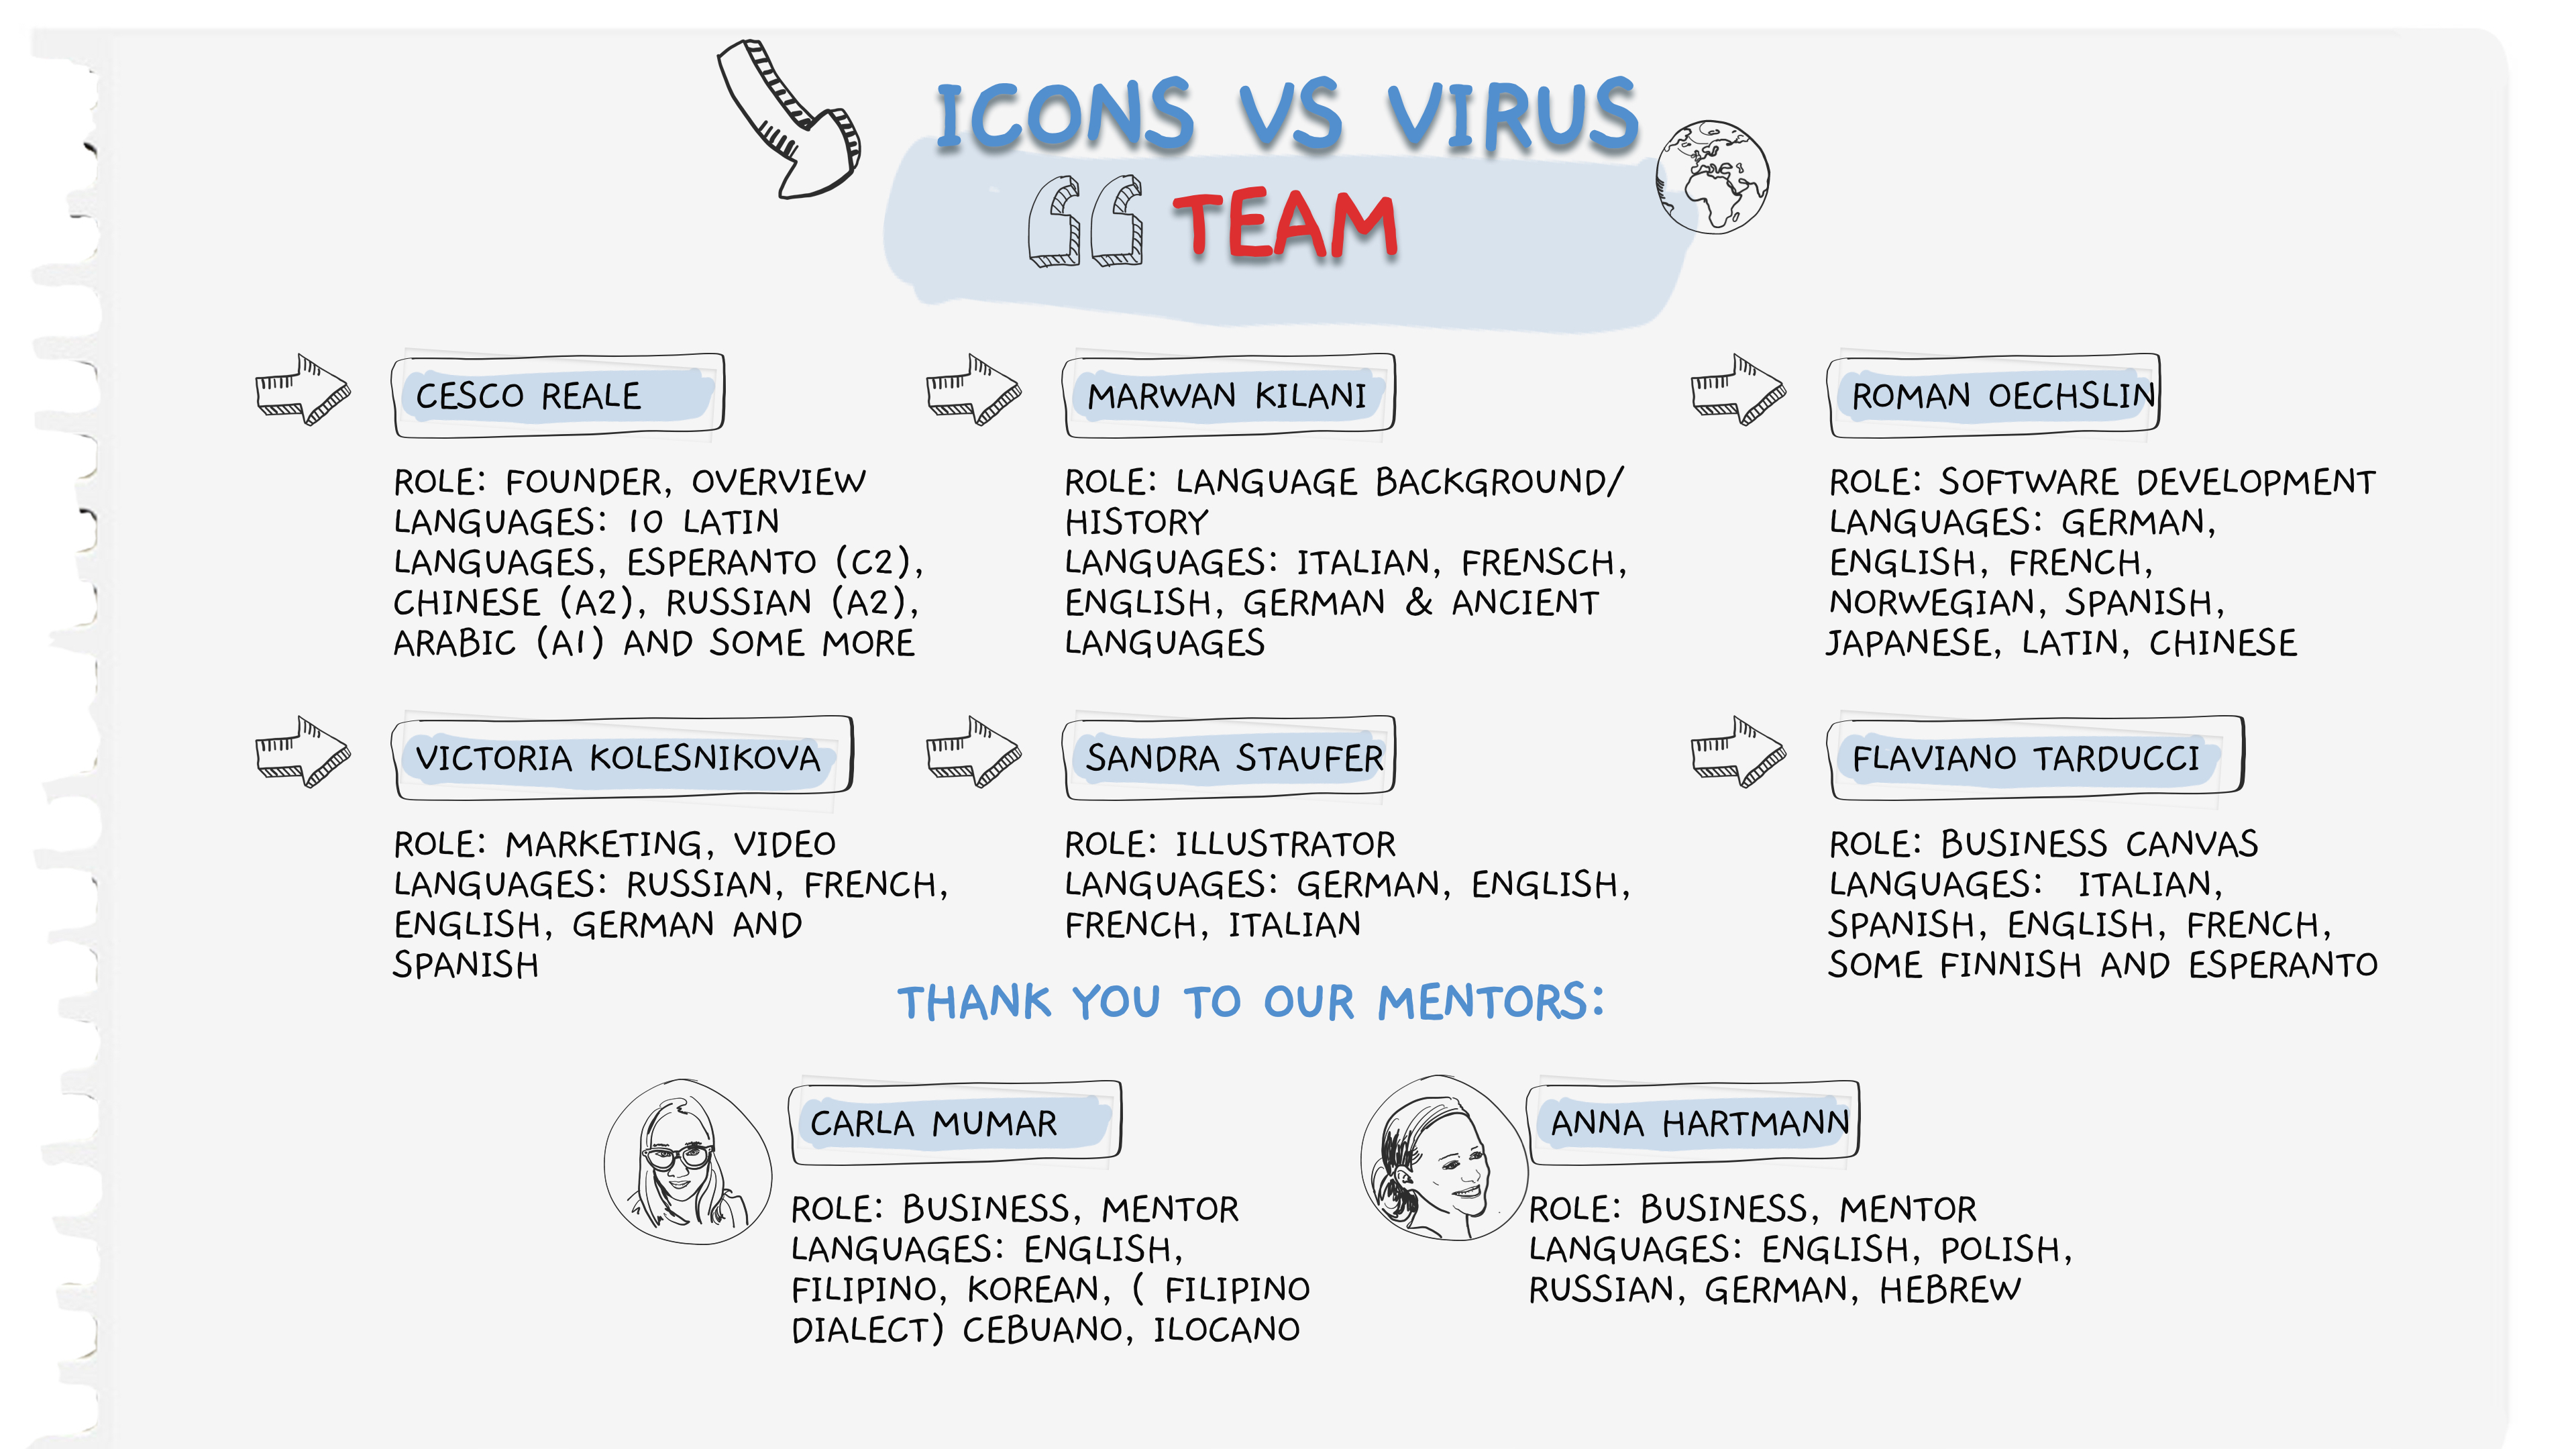 ICONS VS VIRUS
TEAM
CESCO REALE
ROLE: FOUNDER, OVERVIEW
LANGUAGES: 10 LATIN
LANGUAGES, ESPERANTO (C2),
CHINESE (A2), RUSSIAN (A2),
ARABIC (A1) AND SOME MORE
MARWAN KILANI
ROLE: LANGUAGE BACKGROUND/
HISTORY
LANGUAGES: ITALIAN, FRENSCH,
ENGLISH, GERMAN & ANCIENT
LANGUAGES
ROMAN OECHSLIN
ROLE: SOFTWARE DEVELOPMENT
LANGUAGES: GERMAN,
ENGLISH, FRENCH,
NORWEGIAN, SPANISH,
JAPANESE, LATIN, CHINESE
VICTORIA KOLESNIKOVA
ROLE: MARKETING, VIDEO
LANGUAGES: RUSSIAN, FRENCH,
ENGLISH, GERMAN AND
SPANISH
SANDRA STAUFER
ROLE: ILLUSTRATOR
LANGUAGES: GERMAN, ENGLISH,
FRENCH, ITALIAN
FLAVIANO TARDUCCI
ROLE: BUSINESS CANVAS
LANGUAGES: ITALIAN,
SPANISH, ENGLISH, FRENCH,
SOME FINNISH AND ESPERANTO
THANK YOU TO OUR MENTORS:
CARLA MUMAR
ROLE: BUSINESS, MENTOR
LANGUAGES: ENGLISH,
FILIPINO, KOREAN, ( FILIPINO
DIALECT) CEBUANO, ILOCANO
ANNA HARTMANN
ROLE: BUSINESS, MENTOR
LANGUAGES: ENGLISH, POLISH,
RUSSIAN, GERMAN, HEBREW